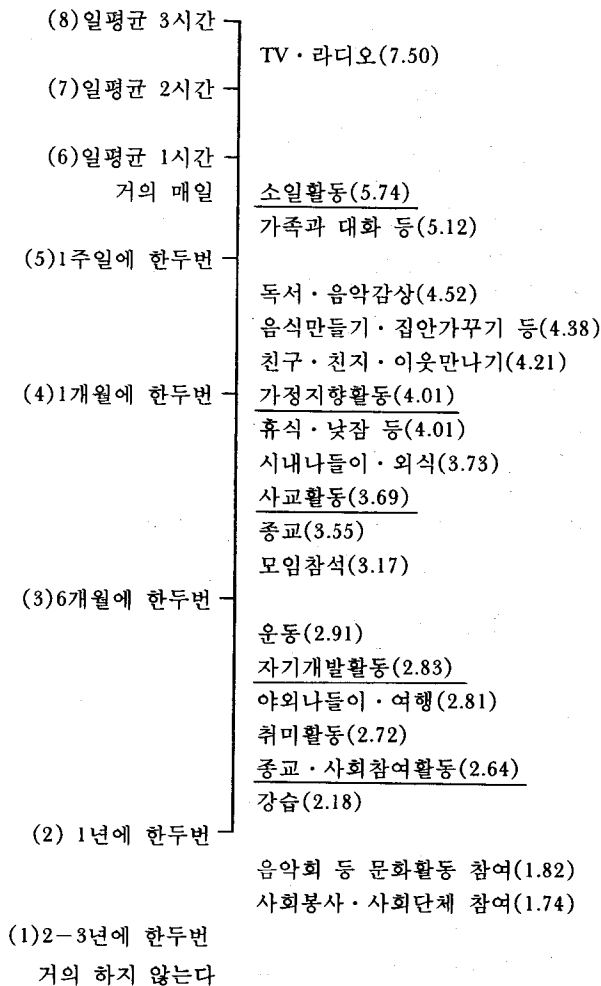 (8)일평균 3시간
TV·라디오(7.50)
(7)일평균 2시간
(6)일평균 1시간
거의 매일 소일활동(5.74)
가족과 대화 등(5.12)
(5)1주일에 한두번
독서·음악감상(4.52)
음식만들기·집안가꾸기 등(4.38)
친구·친지·이웃만나기(4.21)
(4)1개월에 한두번 가정지향활동(4.01)
휴식·낮잠 등(4.01)
시내나들이·외식(3.73)
사교활동(3.69)
종교(3.55)
모임참석(3.17)
(3)6개월에 한두번
운동(2.91)
자기개발활동(2.83)
야외나들이·여행(2.81)
취미활동(2.72)
종교·사회참여활동(2.64)
강습(2.18)
(2) 1년에 한두번
음악회 등 문화활동 참여(1.82)
사회봉사·사회단체 참여(1.74)
(1)2-3년에 한두번
거의 하지 않는다